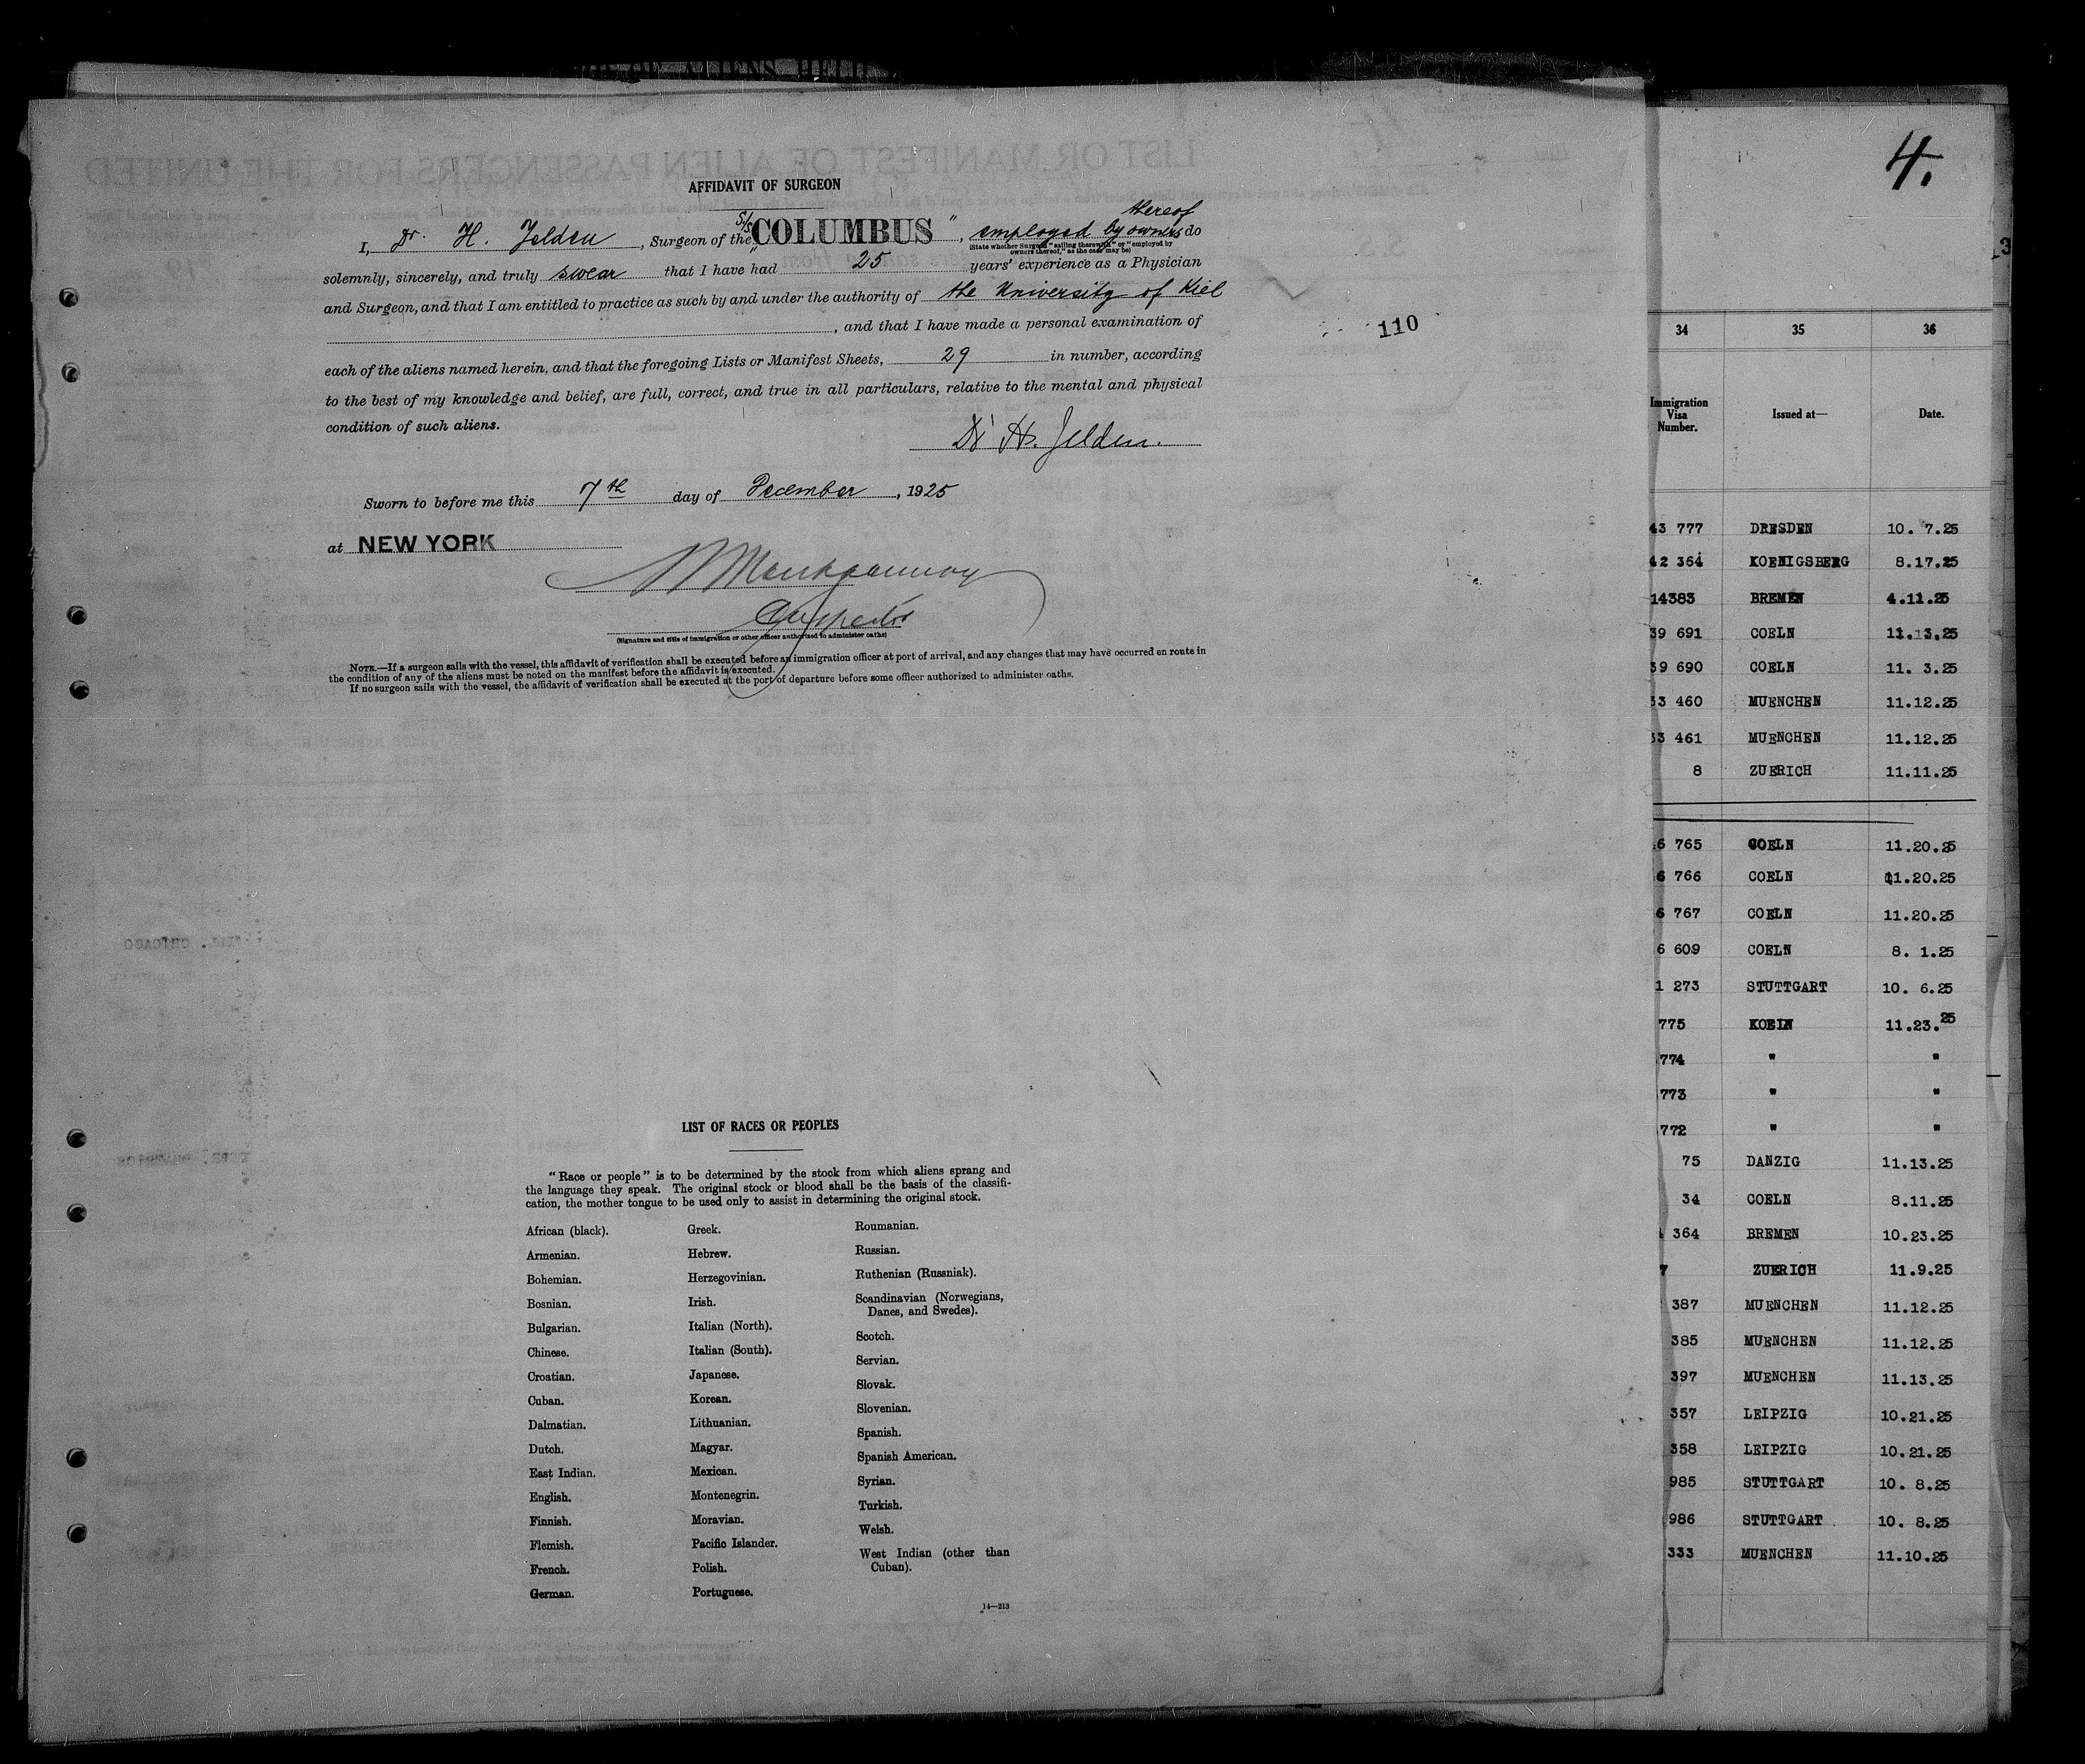 AFFIDAVIT OF SURGEON
I, Dr. H. Jelden, Surgeon of the S/S "COLUMBUS", employed by owners thereof do
(State whether Surgeon "sailing therewith" or "employed by
owners thereof," as the case may be)
solemnly, sincerely, and truly swear that I have had 25 years' experience as a Physician
and Surgeon, and that I am entitled to practice as such by and under the authority of the University of Kiel
, and that I have made a personal examination of
each of the aliens named herein, and that the foregoing Lists or Manifest Sheets, 29 in number, according
to the best of my knowledge and belief, are full, correct, and true in all particulars, relative to the mental and physical
condition of such aliens.
Dr H. Jelden.
Sworn to before me this 7th day of December, 1925
at NEW YORK
(Signature and title of immigration or other officer authorized to administer oaths)
NOTE.—If a surgeon sails with the vessel, this affidavit of verification shall be executed before an immigration officer at port of arrival, and any changes that may have occurred en route in
the condition of any of the aliens must be noted on the manifest before the affidavit is executed.
If no surgeon sails with the vessel, the affidavit of verification shall be executed at the port of departure before some officer authorized to administer oaths.
110
LIST OF RACES OR PEOPLES
"Race or people" is to be determined by the stock from which aliens sprang and
the language they speak. The original stock or blood shall be the basis of the classifi-
cation, the mother tongue to be used only to assist in determining the original stock.
African (black).
Armenian.
Bohemian.
Bosnian.
Bulgarian.
Chinese.
Croatian.
Cuban.
Dalmatian.
Dutch.
East Indian.
English.
Finnish.
Flemish.
French.
German.
Greek.
Hebrew.
Herzegovinian.
Irish.
Italian (North).
Italian (South).
Japanese.
Korean.
Lithuanian.
Magyar.
Mexican.
Montenegrin.
Moravian.
Pacific Islander.
Polish.
Portuguese.
Roumanian.
Russian.
Ruthenian (Russniak).
Scandinavian (Norwegians,
Danes, and Swedes).
Scotch.
Servian.
Slovak.
Slovenian.
Spanish.
Spanish American.
Syrian.
Turkish.
Welsh.
West Indian (other than
Cuban).
14—213
4.
34 35 36
Immigration
Visa
Number. Issued at— Date.
43 777 DRESDEN 10. 7.25
42 364 KOENIGSBERG 8.17.25
14383 BREMEN 4.11.25
39 691 COELN 11.13.25
39 690 COELN 11. 3.25
53 460 MUENCHEN 11.12.25
53 461 MUENCHEN 11.12.25
8 ZUERICH 11.11.25
6 765 COELN 11.20.25
6 766 COELN 11.20.25
6 767 COELN 11.20.25
6 609 COELN 8. 1.25
1 273 STUTTGART 10. 6.25
775 KOELN 11.23.25
774 " "
773 " "
772 " "
75 DANZIG 11.13.25
34 COELN 8.11.25
364 BREMEN 10.23.25
7 ZUERICH 11.9.25
387 MUENCHEN 11.12.25
385 MUENCHEN 11.12.25
397 MUENCHEN 11.13.25
357 LEIPZIG 10.21.25
358 LEIPZIG 10.21.25
985 STUTTGART 10. 8.25
986 STUTTGART 10. 8.25
333 MUENCHEN 11.10.25